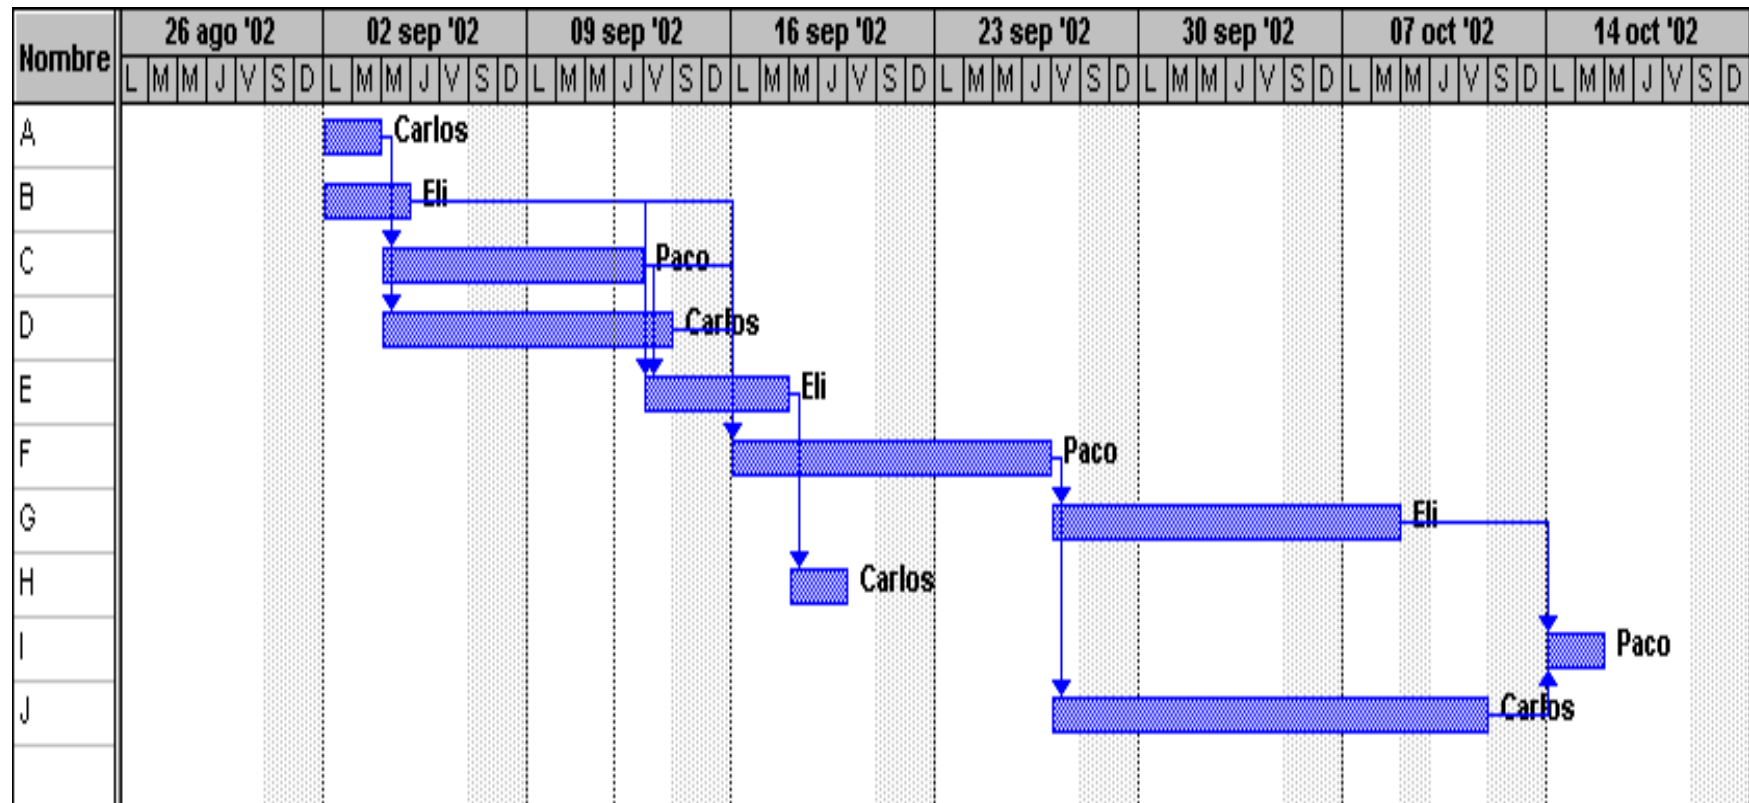 Nombre 26 ago '02 02 sep '02 09 sep '02 16 sep '02 23 sep '02 30 sep '02 07 oct '02 14 oct '02
L M M J V S D L M M J V S D L M M J V S D L M M J V S D L M M J V S D L M M J V S D L M M J V S D L M M J V S D
A Carlos
B Eli
C Paco
D Carlos
E Eli
F Paco
G Eli
H Carlos
I Paco
J Carlos